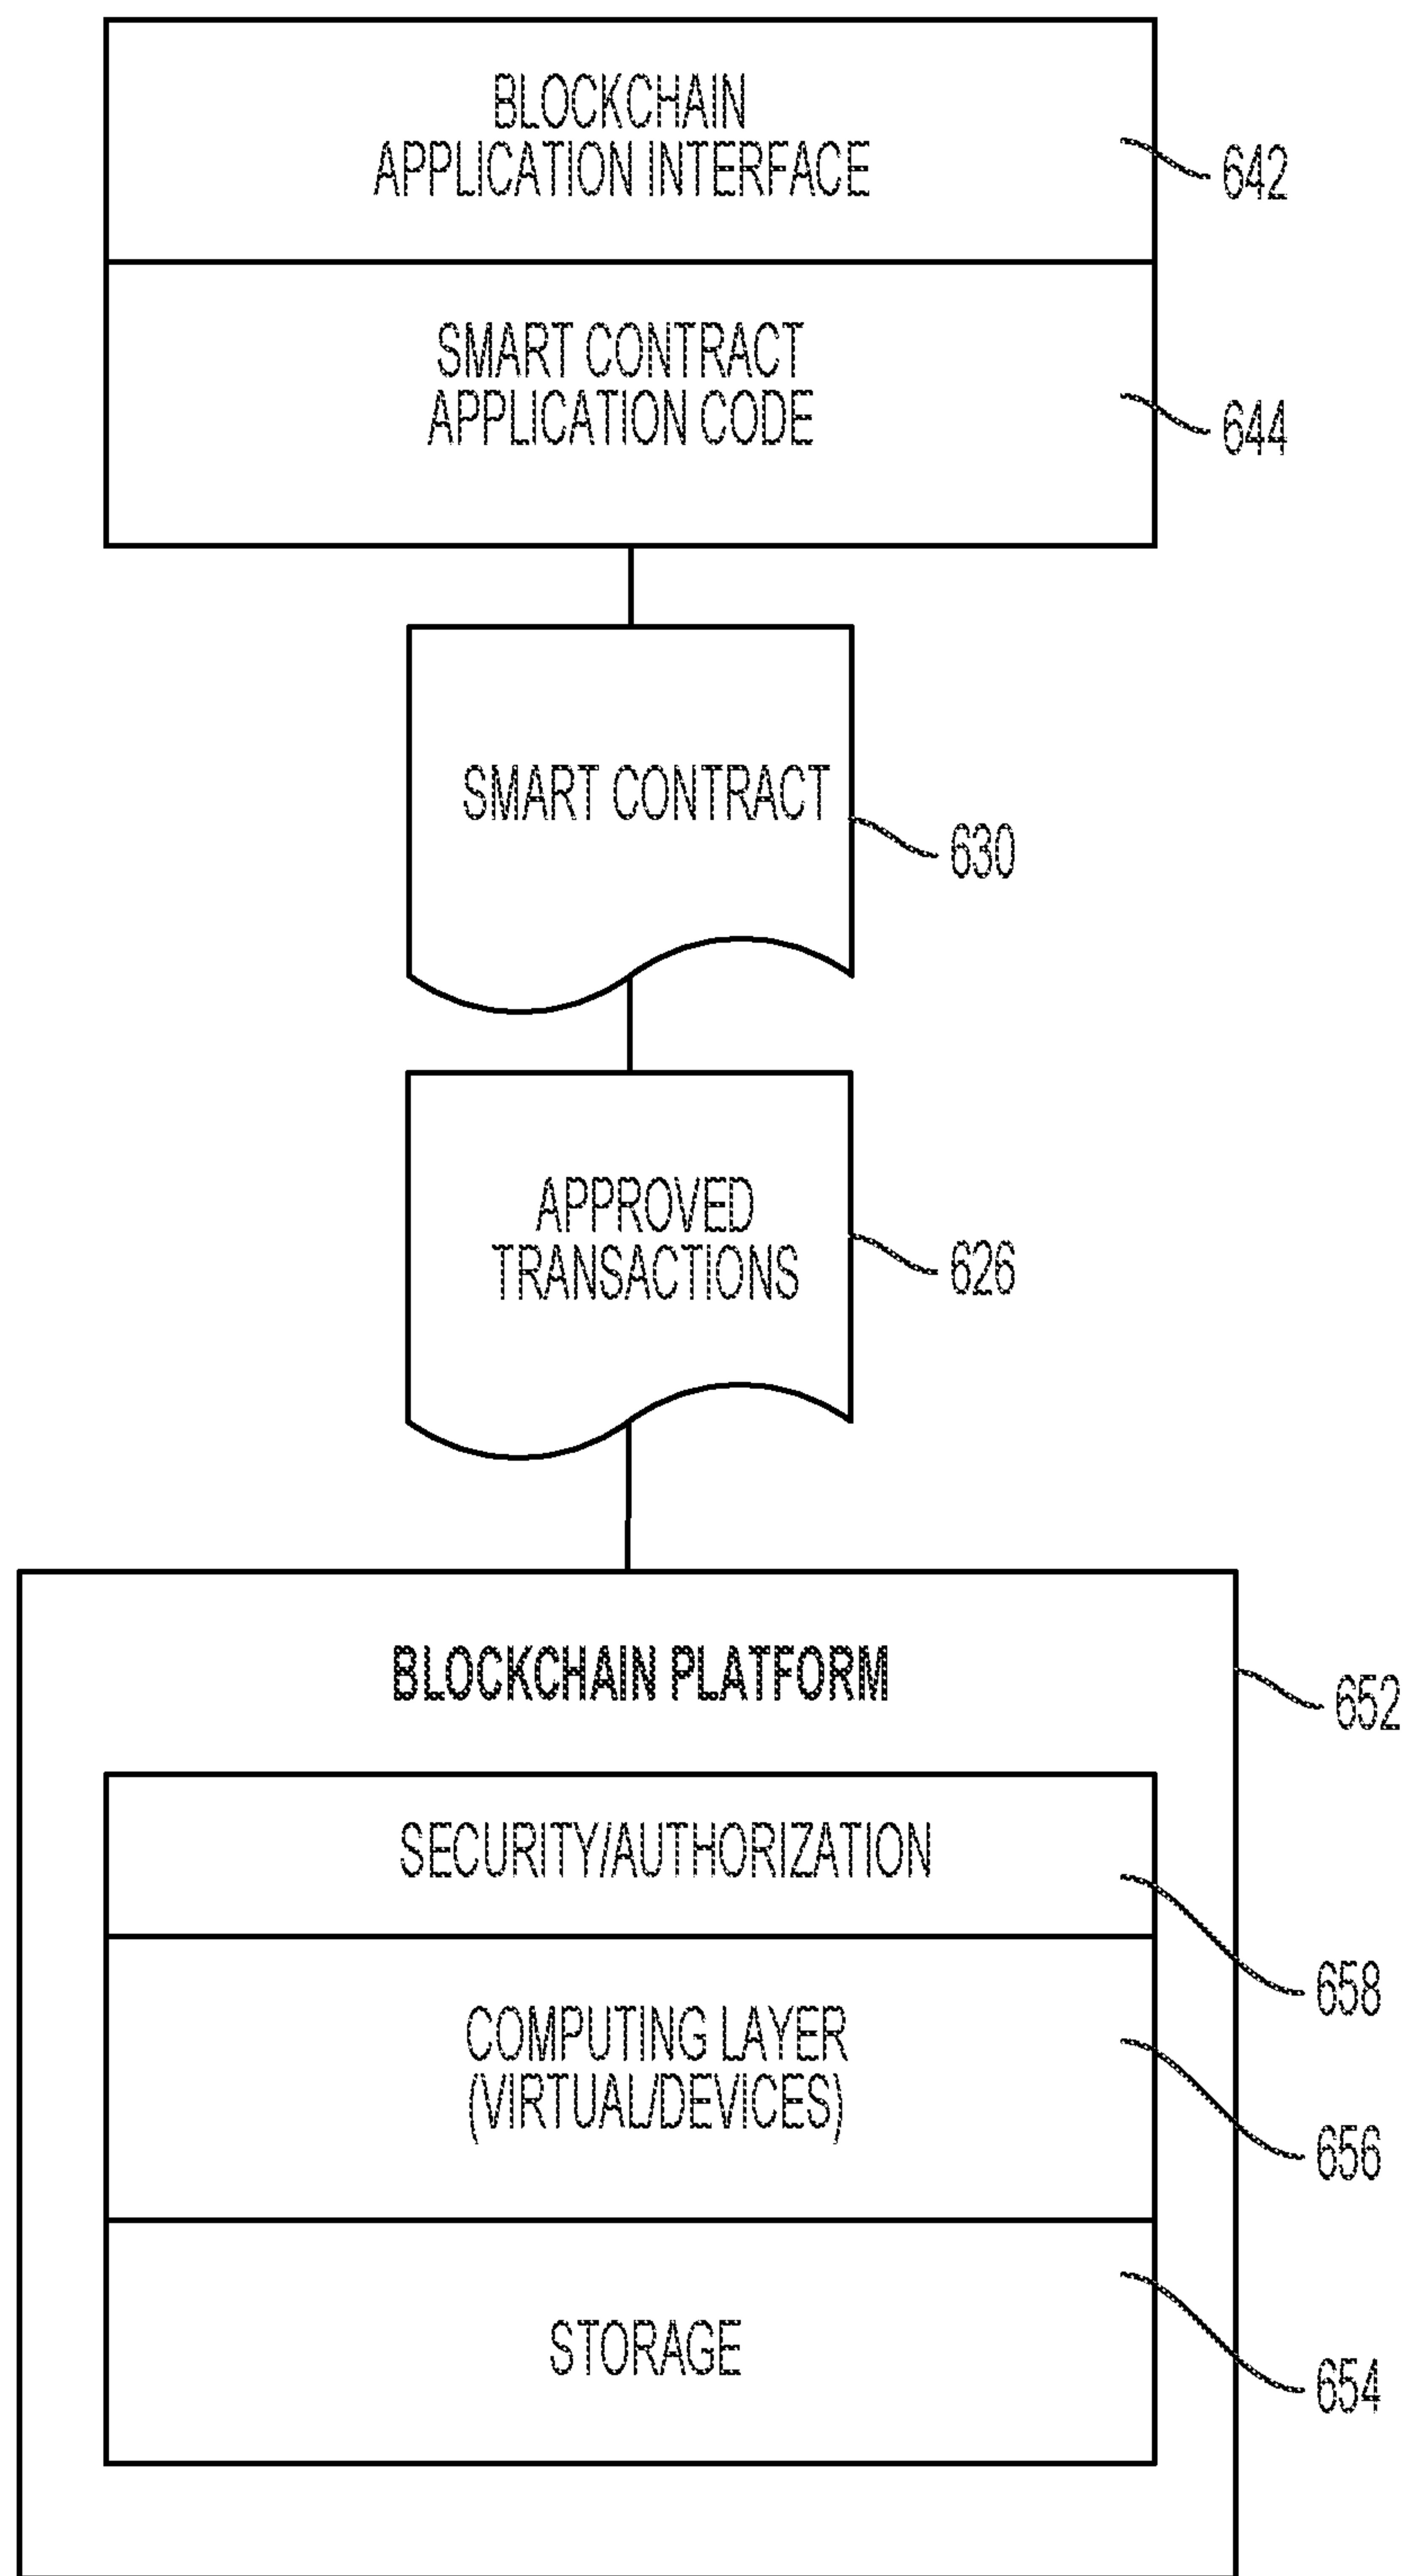 BLOCKCHAIN
APPLICATION INTERFACE
642
SMART CONTRACT
APPLICATION CODE
644
SMART CONTRACT
630
APPROVED
TRANSACTIONS
626
BLOCKCHAIN PLATFORM
652
SECURITY/AUTHORIZATION
658
COMPUTING LAYER
(VIRTUAL/DEVICES)
656
STORAGE
654